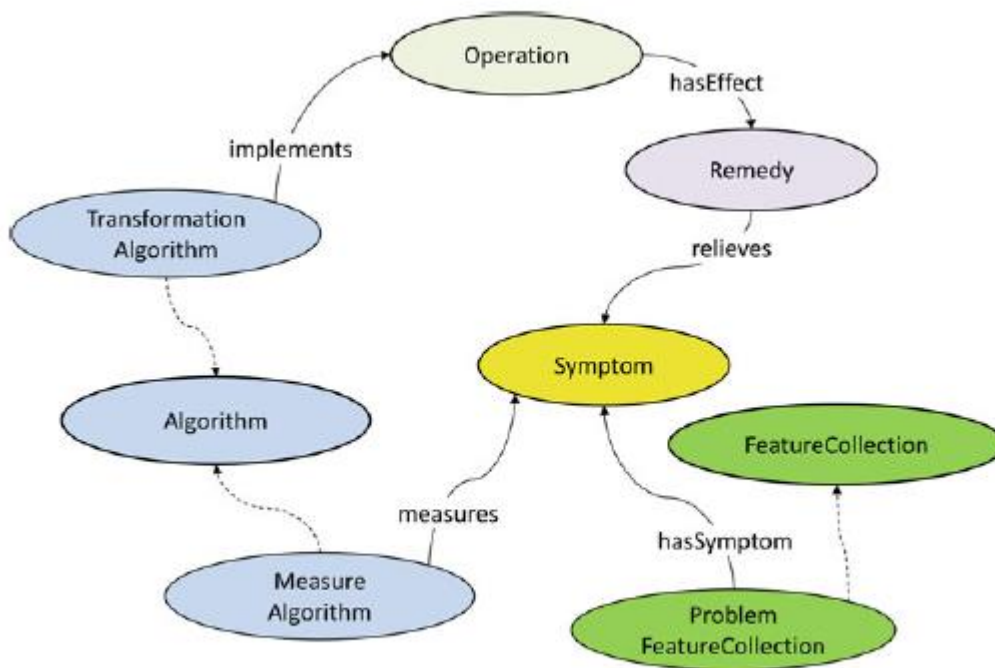 Operation
hasEffect
implements
Remedy
Transformation
Algorithm
relieves
Symptom
Algorithm
FeatureCollection
measures
hasSymptom
Measure
Algorithm
Problem
FeatureCollection